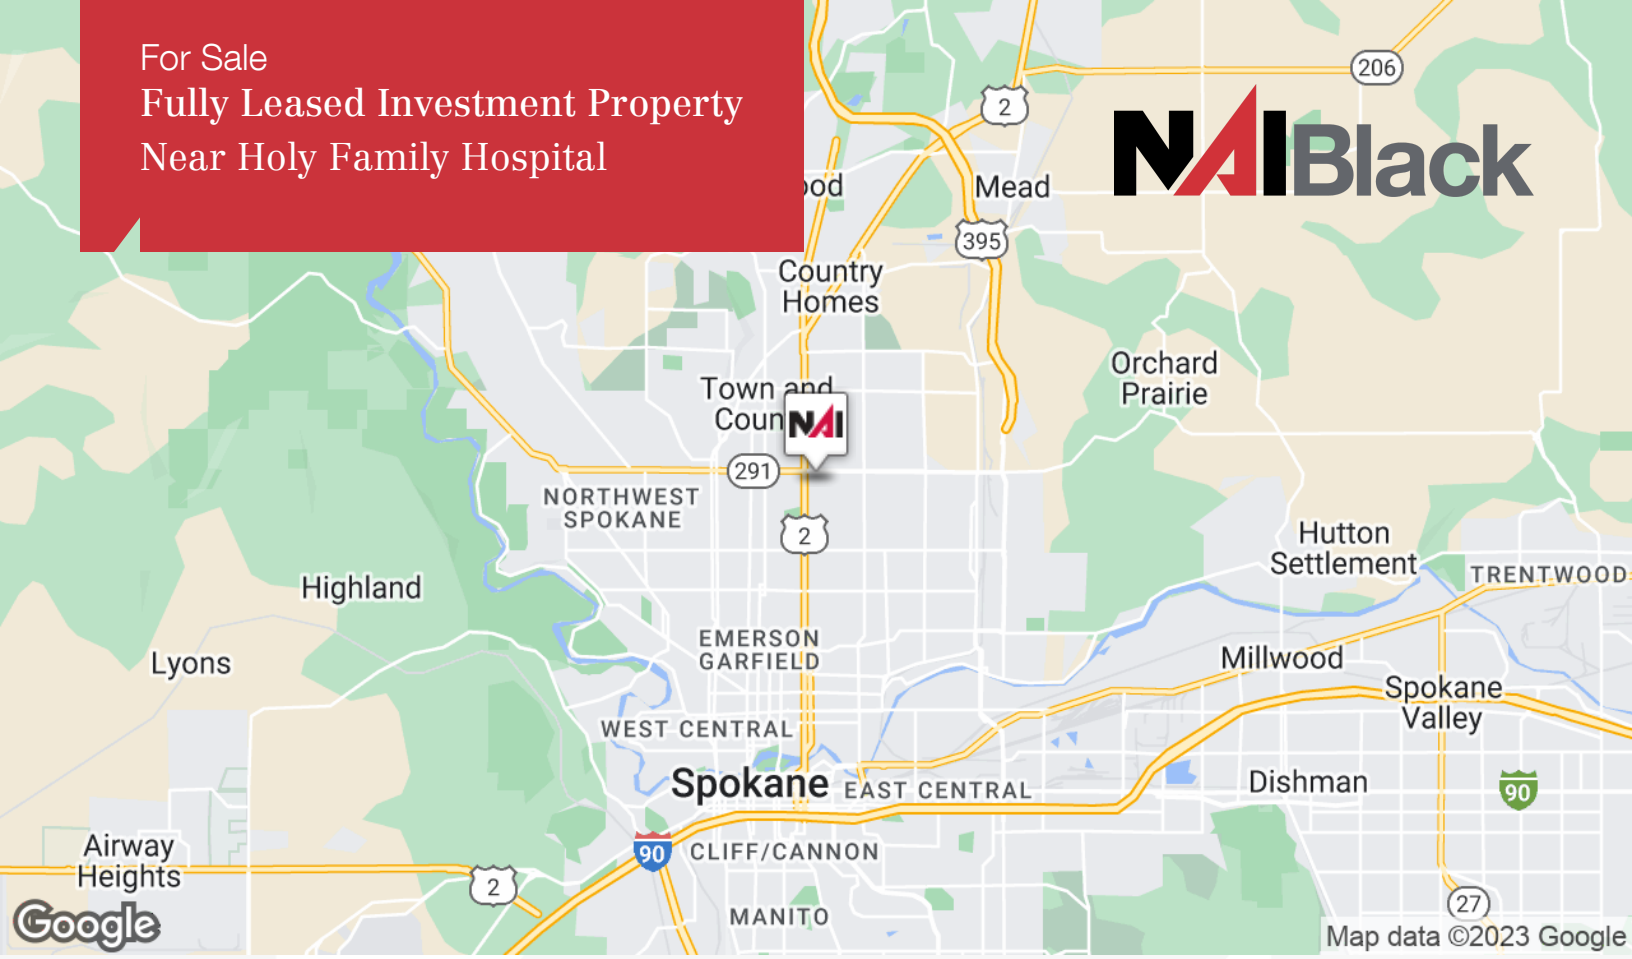 For Sale
Fully Leased Investment Property
Near Holy Family Hospital
NAIBlack
206
2
Mead
395
Country
Homes
Orchard
Prairie
Town and
NAI
291
NORTHWEST
SPOKANE
2
Hutton
Settlement
TRENTWOOD
Highland
EMERSON
GARFIELD
Lyons
Millwood
Spokane
Valley
WEST CENTRAL
Spokane
EAST CENTRAL
Dishman
90
Airway
Heights
90
CLIFF/CANNON
2
MANITO
27
Google
Map data ©2023 Google